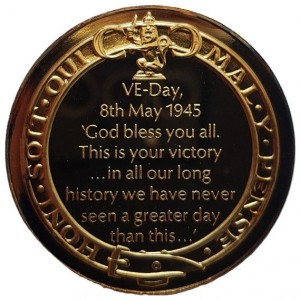 HONI · SOIT · QUI · MAL · Y · PENSE ·
VE-Day,
8th May 1945
'God bless you all.
This is your victory
...in all our long
history we have never
seen a greater day
than this...'